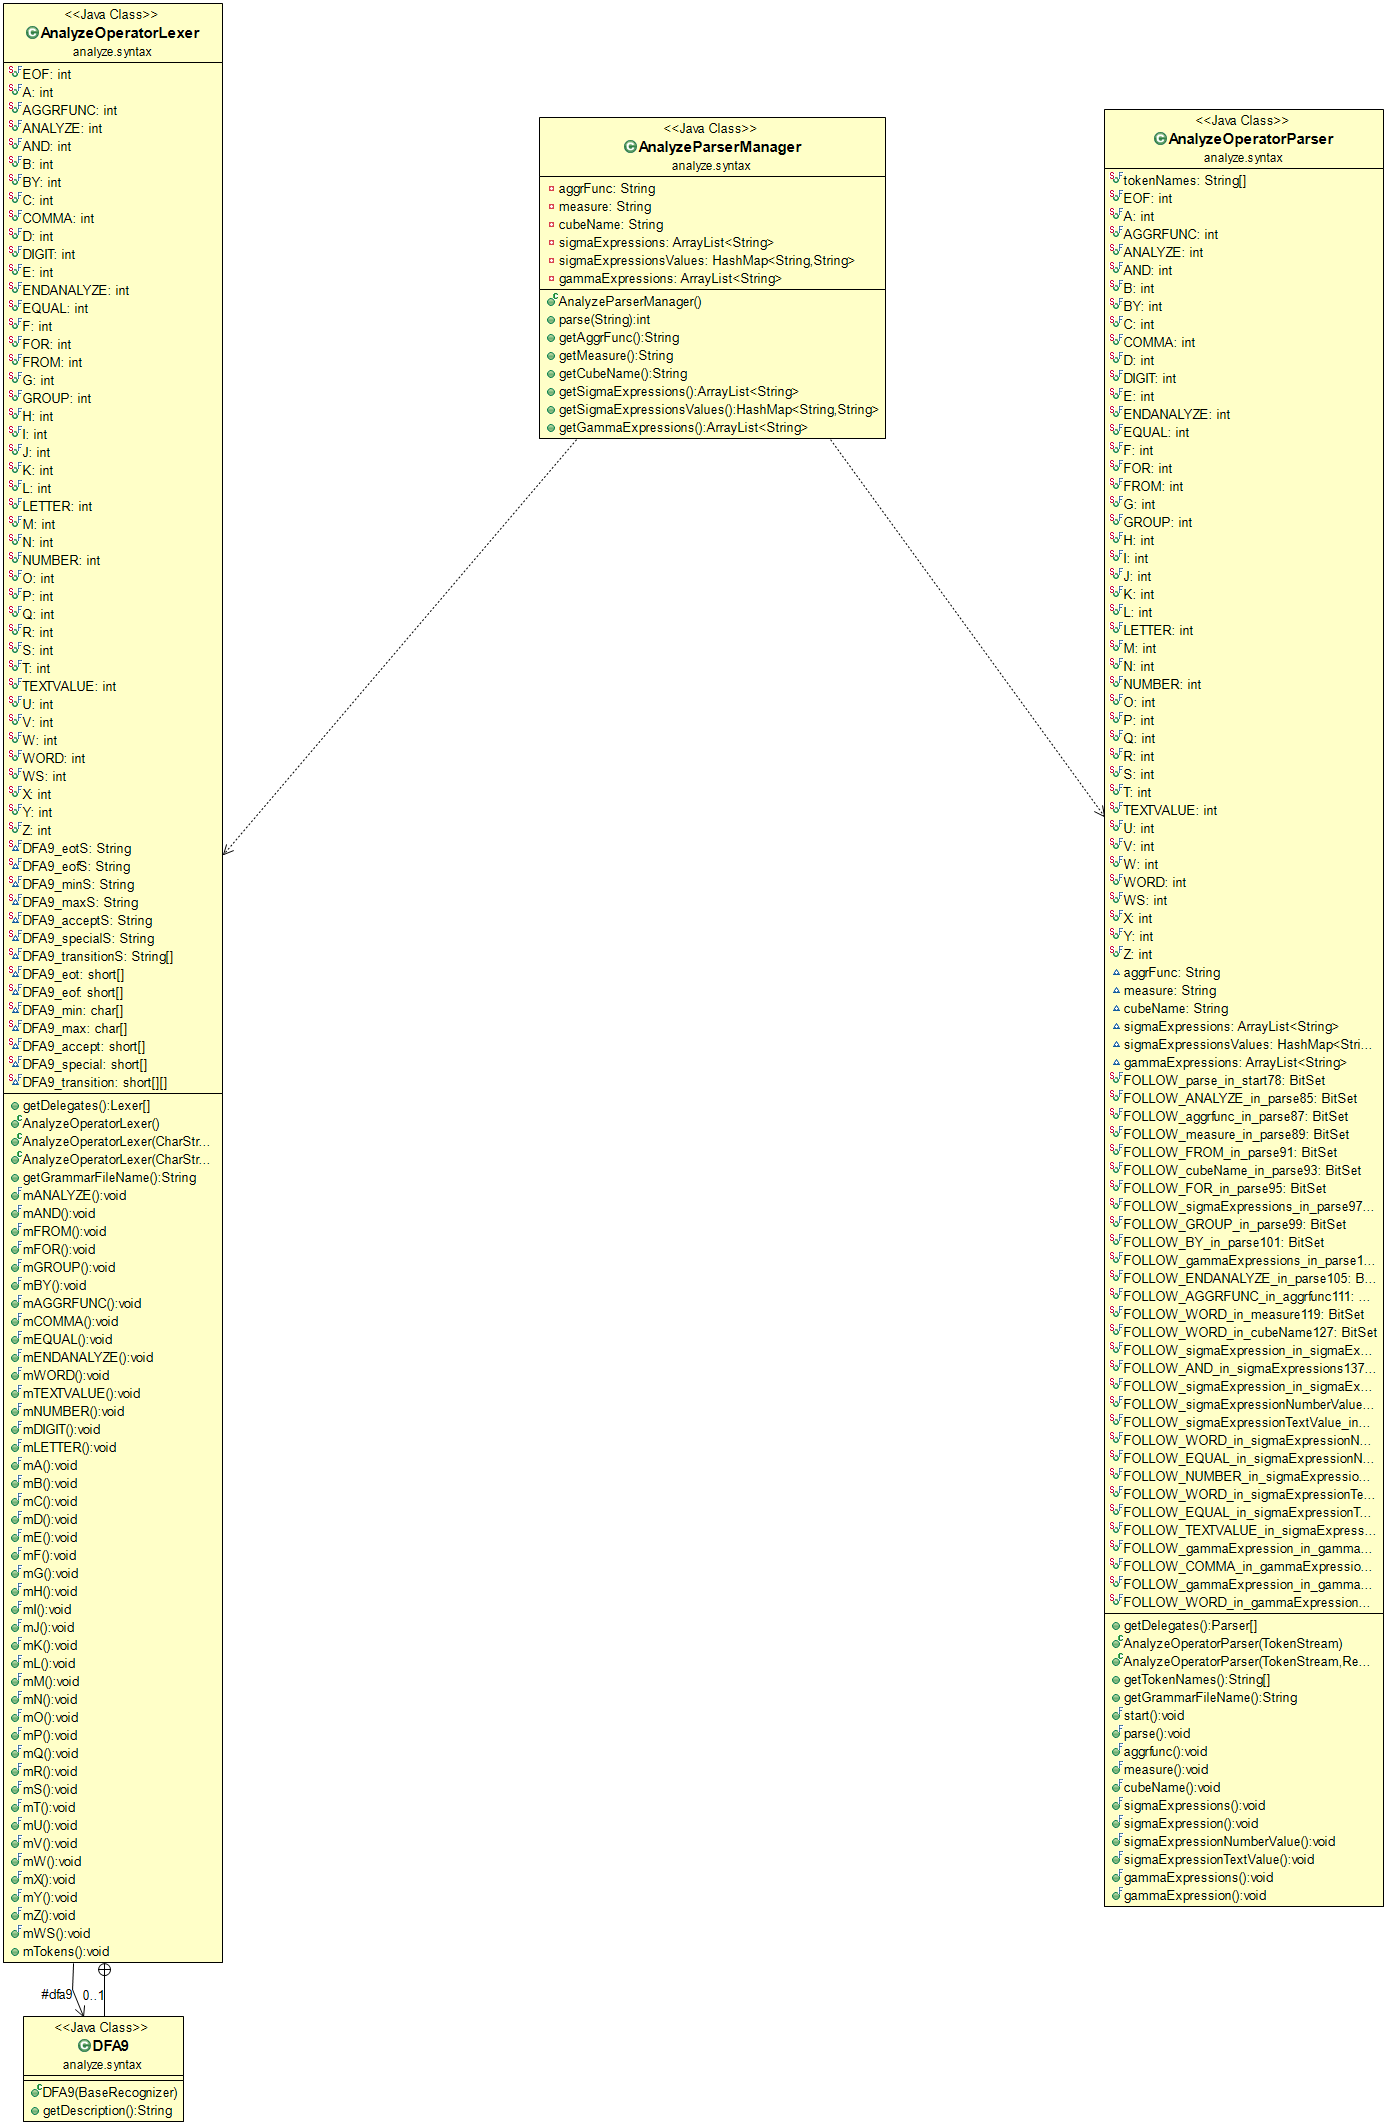 <<Java Class>>
AnalyzeOperatorLexer
analyze.syntax
EOF: int
A: int
AGGRFUNC: int
ANALYZE: int
AND: int
B: int
BY: int
C: int
COMMA: int
D: int
DIGIT: int
E: int
ENDANALYZE: int
EQUAL: int
F: int
FOR: int
FROM: int
G: int
GROUP: int
H: int
I: int
J: int
K: int
L: int
LETTER: int
M: int
N: int
NUMBER: int
O: int
P: int
Q: int
R: int
S: int
T: int
TEXTVALUE: int
U: int
V: int
W: int
WORD: int
WS: int
X: int
Y: int
Z: int
DFA9_eotS: String
DFA9_eofS: String
DFA9_minS: String
DFA9_maxS: String
DFA9_acceptS: String
DFA9_specialS: String
DFA9_transitionS: String[]
DFA9_eot: short[]
DFA9_eof: short[]
DFA9_min: char[]
DFA9_max: char[]
DFA9_accept: short[]
DFA9_special: short[]
DFA9_transition: short[][]
getDelegates():Lexer[]
AnalyzeOperatorLexer()
AnalyzeOperatorLexer(CharStr...
AnalyzeOperatorLexer(CharStr...
getGrammarFileName():String
mANALYZE():void
mAND():void
mFROM():void
mFOR():void
mGROUP():void
mBY():void
mAGGRFUNC():void
mCOMMA():void
mEQUAL():void
mENDANALYZE():void
mWORD():void
mTEXTVALUE():void
mNUMBER():void
mDIGIT():void
mLETTER():void
mA():void
mB():void
mC():void
mD():void
mE():void
mF():void
mG():void
mH():void
mI():void
mJ():void
mK():void
mL():void
mM():void
mN():void
mO():void
mP():void
mQ():void
mR():void
mS():void
mT():void
mU():void
mV():void
mW():void
mX():void
mY():void
mZ():void
mWS():void
mTokens():void
#dfa9 0..1
<<Java Class>>
DFA9
analyze.syntax
DFA9(BaseRecognizer)
getDescription():String
<<Java Class>>
AnalyzeParserManager
analyze.syntax
aggrFunc: String
measure: String
cubeName: String
sigmaExpressions: ArrayList<String>
sigmaExpressionsValues: HashMap<String,String>
gammaExpressions: ArrayList<String>
AnalyzeParserManager()
parse(String):int
getAggrFunc():String
getMeasure():String
getCubeName():String
getSigmaExpressions():ArrayList<String>
getSigmaExpressionsValues():HashMap<String,String>
getGammaExpressions():ArrayList<String>
<<Java Class>>
AnalyzeOperatorParser
analyze.syntax
tokenNames: String[]
EOF: int
A: int
AGGRFUNC: int
ANALYZE: int
AND: int
B: int
BY: int
C: int
COMMA: int
D: int
DIGIT: int
E: int
ENDANALYZE: int
EQUAL: int
F: int
FOR: int
FROM: int
G: int
GROUP: int
H: int
I: int
J: int
K: int
L: int
LETTER: int
M: int
N: int
NUMBER: int
O: int
P: int
Q: int
R: int
S: int
T: int
TEXTVALUE: int
U: int
V: int
W: int
WORD: int
WS: int
X: int
Y: int
Z: int
aggrFunc: String
measure: String
cubeName: String
sigmaExpressions: ArrayList<String>
sigmaExpressionsValues: HashMap<Stri...
gammaExpressions: ArrayList<String>
FOLLOW_parse_in_start78: BitSet
FOLLOW_ANALYZE_in_parse85: BitSet
FOLLOW_aggrfunc_in_parse87: BitSet
FOLLOW_measure_in_parse89: BitSet
FOLLOW_FROM_in_parse91: BitSet
FOLLOW_cubeName_in_parse93: BitSet
FOLLOW_FOR_in_parse95: BitSet
FOLLOW_sigmaExpressions_in_parse97...
FOLLOW_GROUP_in_parse99: BitSet
FOLLOW_BY_in_parse101: BitSet
FOLLOW_gammaExpressions_in_parse1...
FOLLOW_ENDANALYZE_in_parse105: B...
FOLLOW_AGGRFUNC_in_aggrfunc111: ...
FOLLOW_WORD_in_measure119: BitSet
FOLLOW_WORD_in_cubeName127: BitSet
FOLLOW_sigmaExpression_in_sigmaEx...
FOLLOW_AND_in_sigmaExpressions137...
FOLLOW_sigmaExpression_in_sigmaEx...
FOLLOW_sigmaExpressionNumberValue...
FOLLOW_sigmaExpressionTextValue_in...
FOLLOW_WORD_in_sigmaExpressionN...
FOLLOW_EQUAL_in_sigmaExpressionN...
FOLLOW_NUMBER_in_sigmaExpressio...
FOLLOW_WORD_in_sigmaExpressionTe...
FOLLOW_EQUAL_in_sigmaExpressionT...
FOLLOW_TEXTVALUE_in_sigmaExpress...
FOLLOW_gammaExpression_in_gamma...
FOLLOW_COMMA_in_gammaExpressio...
FOLLOW_gammaExpression_in_gamma...
FOLLOW_WORD_in_gammaExpression...
getDelegates():Parser[]
AnalyzeOperatorParser(TokenStream)
AnalyzeOperatorParser(TokenStream,Re...
getTokenNames():String[]
getGrammarFileName():String
start():void
parse():void
aggrfunc():void
measure():void
cubeName():void
sigmaExpressions():void
sigmaExpression():void
sigmaExpressionNumberValue():void
sigmaExpressionTextValue():void
gammaExpressions():void
gammaExpression():void